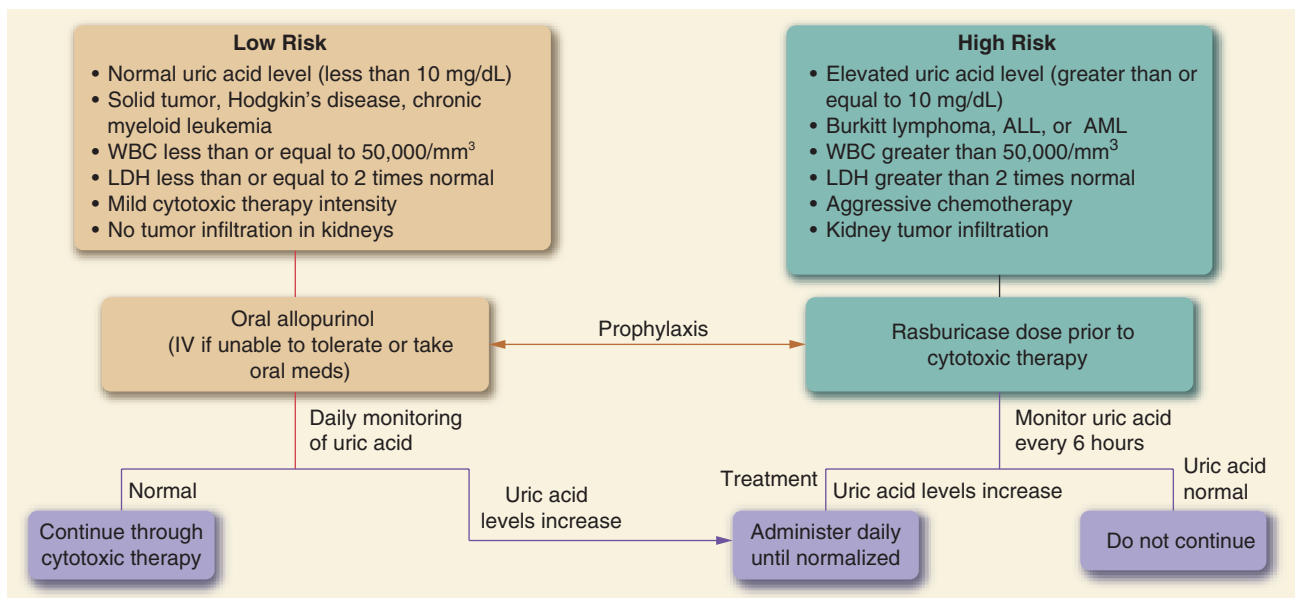 Low Risk
• Normal uric acid level (less than 10 mg/dL)
• Solid tumor, Hodgkin’s disease, chronic
myeloid leukemia
• WBC less than or equal to 50,000/mm³
• LDH less than or equal to 2 times normal
• Mild cytotoxic therapy intensity
• No tumor infiltration in kidneys
High Risk
• Elevated uric acid level (greater than or
equal to 10 mg/dL)
• Burkitt lymphoma, ALL, or AML
• WBC greater than 50,000/mm³
• LDH greater than 2 times normal
• Aggressive chemotherapy
• Kidney tumor infiltration
Oral allopurinol
(IV if unable to tolerate or take
oral meds)
Prophylaxis
Rasburicase dose prior to
cytotoxic therapy
Daily monitoring
of uric acid
Monitor uric acid
every 6 hours
Normal
Uric acid
levels increase
Treatment
Uric acid levels increase
Uric acid
normal
Continue through
cytotoxic therapy
Administer daily
until normalized
Do not continue